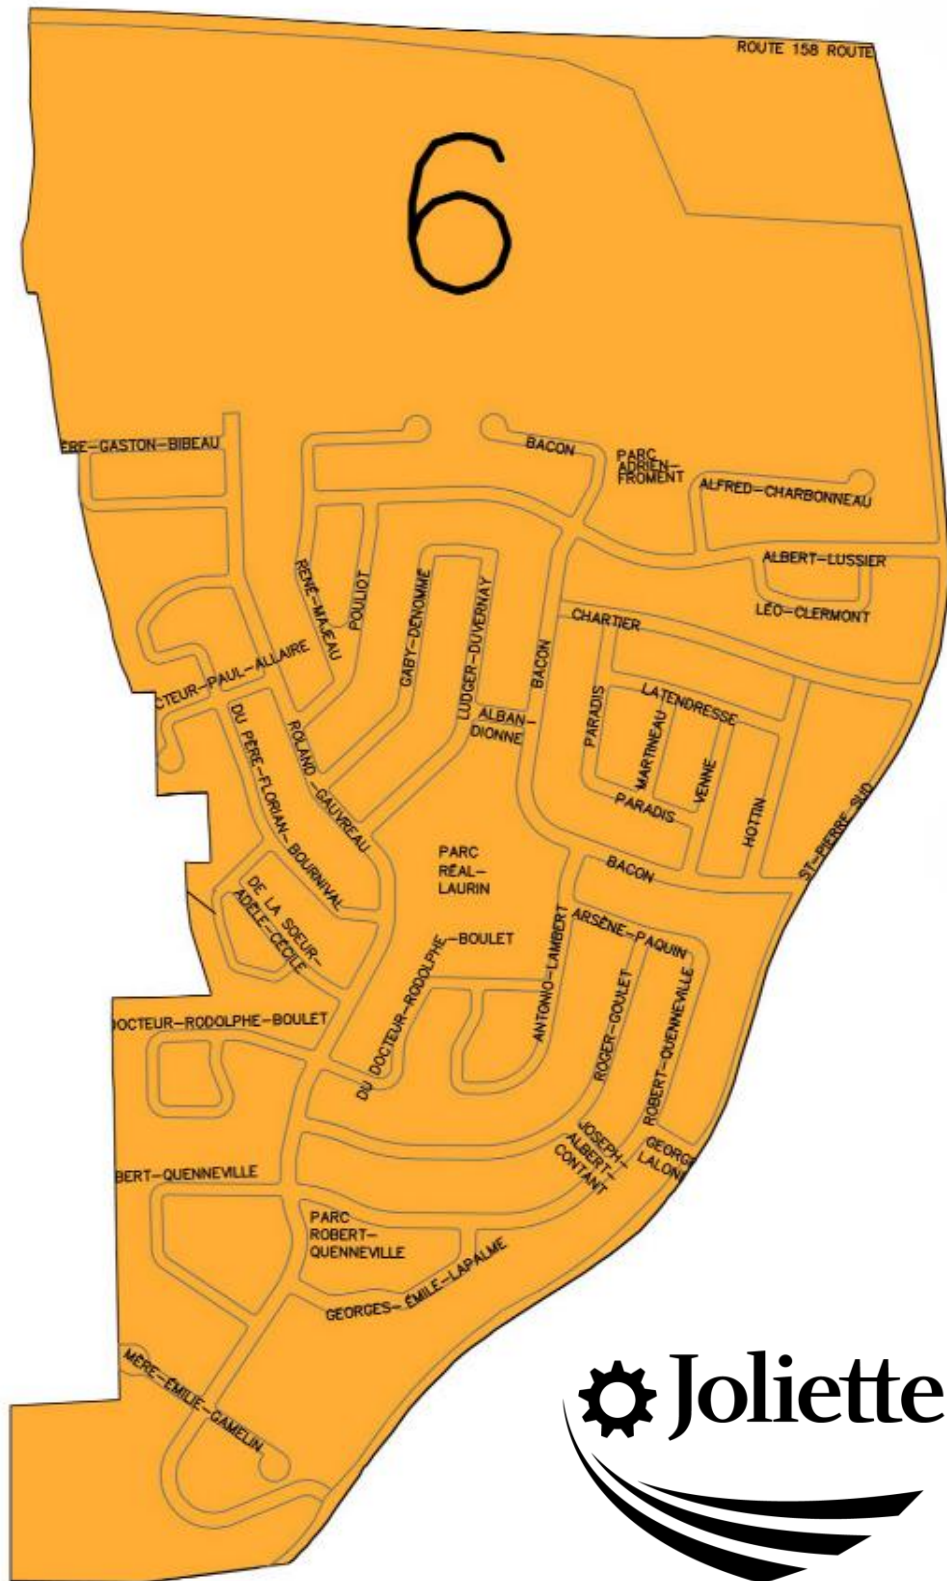 ROUTE 158 ROUTE
6
ÈRE-GASTON-BIBEAU
BACON
PARC
ADRIEN-
FROMENT
ALFRED-CHARBONNEAU
ALBERT-LUSSIER
LÉO-CLERMONT
RENÉ-MAJEAU
POULIOT
GABY-DÉNOMMÉ
LUDGER-DUVERNAY
BACON
CHARTIER
CTEUR-PAUL-ALLAIRE
DU PÈRE-FLORIAN-BOURNIVAL
ROLAND-GAUVREAU
ALBAN-
DIONNE
PARADIS
LATENDRESSE
MARTINEAU
VENNE
PARADIS
HOTTIN
ST-PIERRE SUD
PARC
RÉAL-
LAURIN
BACON
DE LA SOEUR-
ADÈLE-CÉCILE
ARSÈNE-PAQUIN
DU DOCTEUR-RODOLPHE-BOULET
ANTONIO-LAMBERT
ROGER-GOULET
ROBERT-QUENNEVILLE
OCTEUR-RODOLPHE-BOULET
JOSEPH-
ALBERT-
CONTANT
GEORG
LALON
BERT-QUENNEVILLE
PARC
ROBERT-
QUENNEVILLE
GEORGES-ÉMILE-LAPALME
MÈRE-ÉMILIE-GAMELIN
Joliette